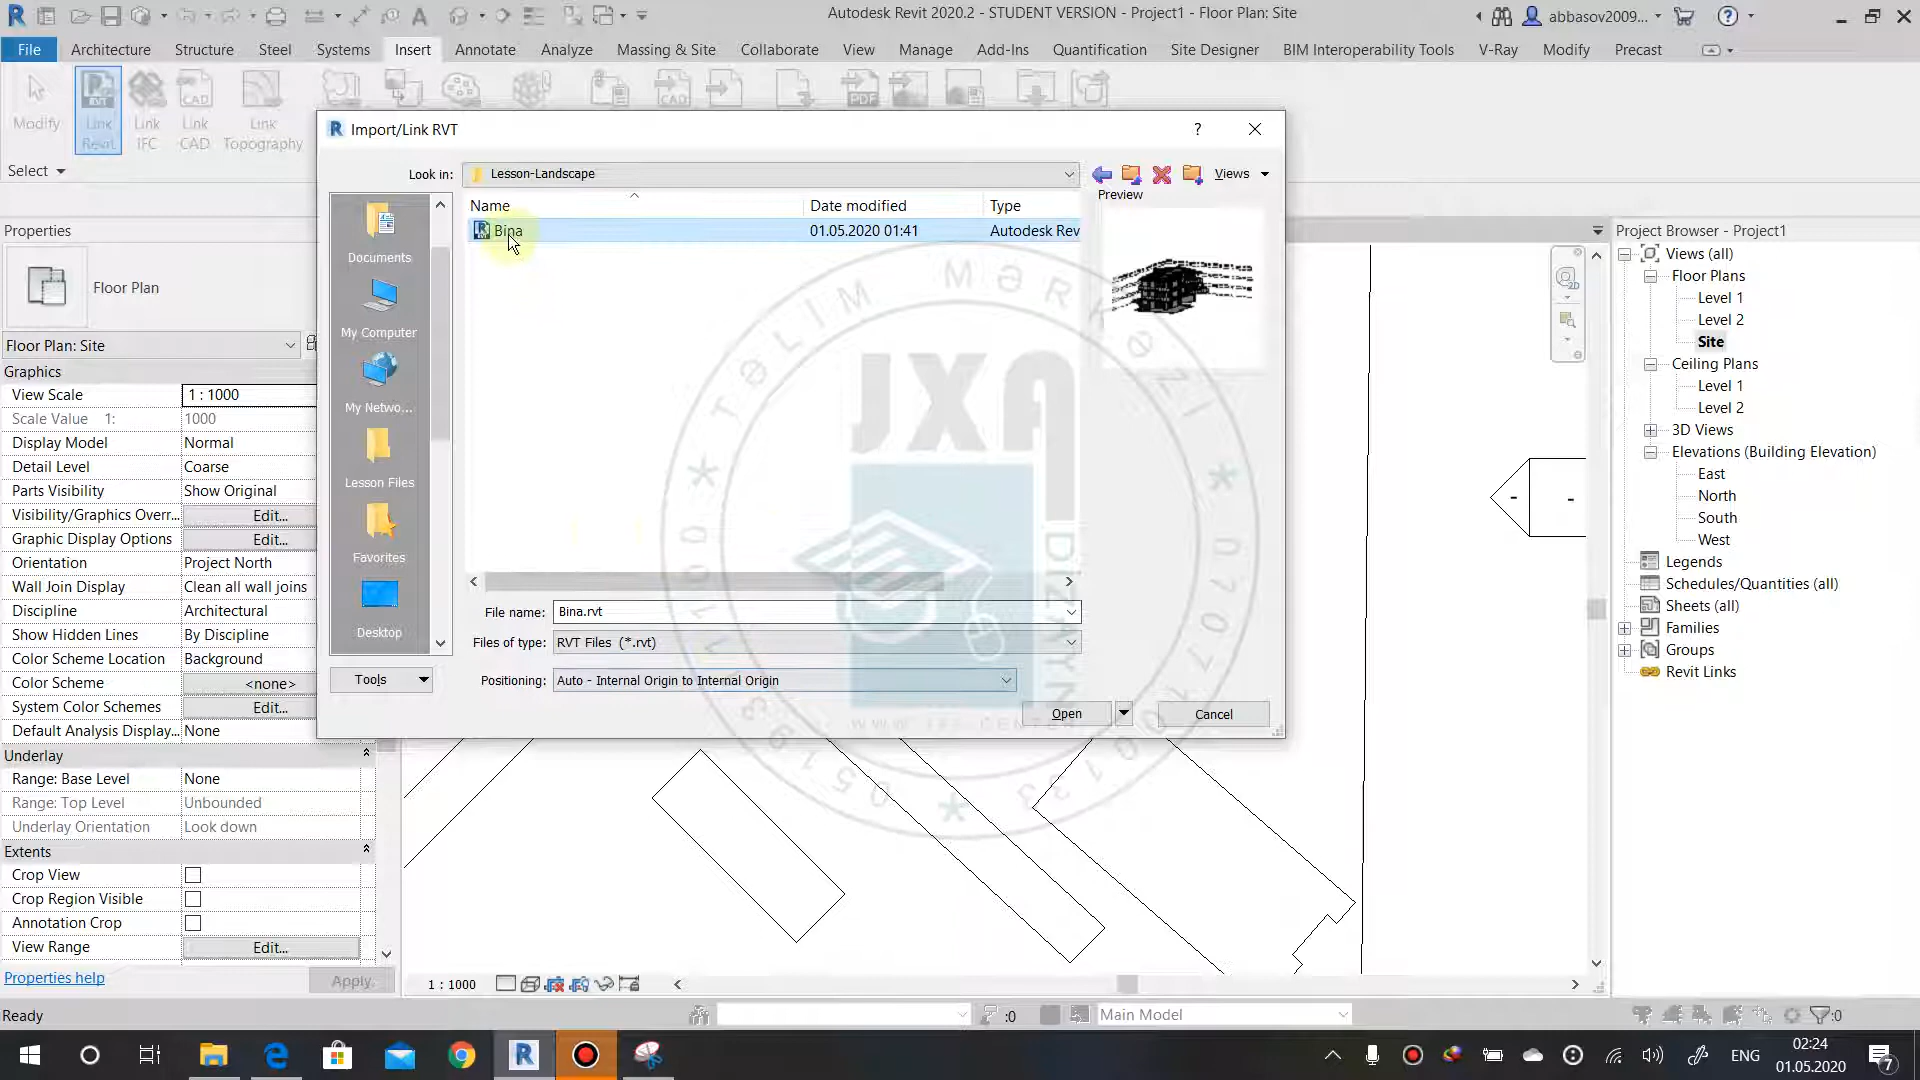 Autodesk Revit 2020.2 - STUDENT VERSION - Project1 - Floor Plan: Site
abbasov2009...
File Architecture Structure Steel Systems Insert Annotate Analyze Massing & Site Collaborate View Manage Add-Ins Quantification Site Designer BIM Interoperability Tools V-Ray Modify Precast
Modify
Link Revit
Link IFC
Link CAD
Link Topography
Select
Import/Link RVT
Look in: Lesson-Landscape
Views
Preview
Name Date modified Type
Bina 01.05.2020 01:41 Autodesk Rev
Documents
My Computer
My Netwo...
Lesson Files
Favorites
Desktop
Tools
File name: Bina.rvt
Files of type: RVT Files (*.rvt)
Positioning: Auto - Internal Origin to Internal Origin
Open
Cancel
Properties
Floor Plan
Floor Plan: Site
Graphics
View Scale 1 : 1000
Scale Value 1: 1000
Display Model Normal
Detail Level Coarse
Parts Visibility Show Original
Visibility/Graphics Overr... Edit...
Graphic Display Options Edit...
Orientation Project North
Wall Join Display Clean all wall joins
Discipline Architectural
Show Hidden Lines By Discipline
Color Scheme Location Background
Color Scheme <none>
System Color Schemes Edit...
Default Analysis Display... None
Underlay
Range: Base Level None
Range: Top Level Unbounded
Underlay Orientation Look down
Extents
Crop View
Crop Region Visible
Annotation Crop
View Range Edit...
Properties help
Apply
1 : 1000
Project Browser - Project1
Views (all)
Floor Plans
Level 1
Level 2
Site
Ceiling Plans
Level 1
Level 2
3D Views
Elevations (Building Elevation)
East
North
South
West
Legends
Schedules/Quantities (all)
Sheets (all)
Families
Groups
Revit Links
TƏLİM MƏRKƏZİ
JXA
DİZAYN
Ready
:0
Main Model
:0
ENG
02:24
01.05.2020
7